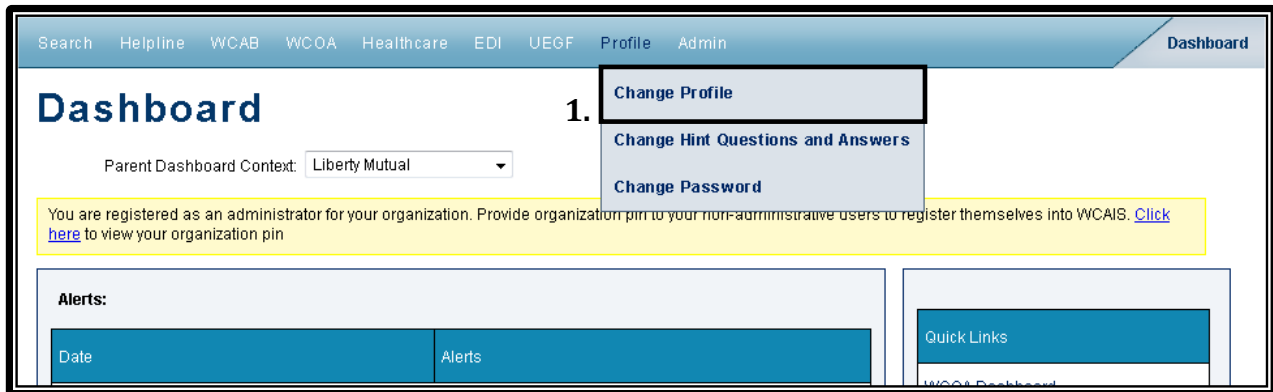 Search Helpline WCAB WCOA Healthcare EDI UEGF Profile Admin Dashboard
Dashboard
1.
Change Profile
Change Hint Questions and Answers
Change Password
Parent Dashboard Context: Liberty Mutual
You are registered as an administrator for your organization. Provide organization pin to your non-administrative users to register themselves into WCAIS. Click
here to view your organization pin
Alerts:
Date Alerts
Quick Links
WCOA Dashboard